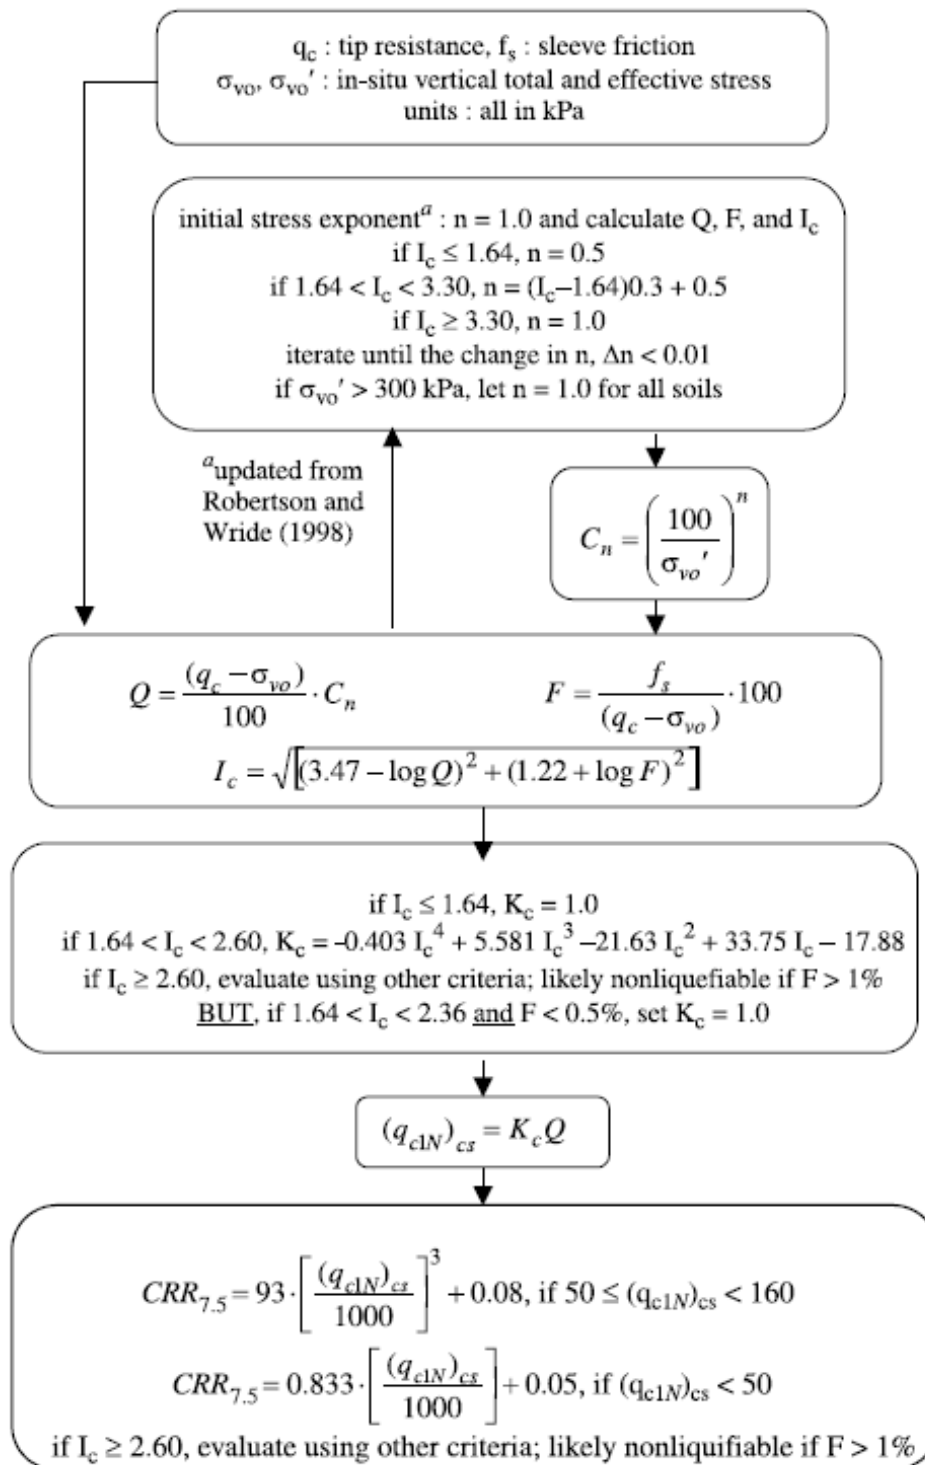 q_c : tip resistance, f_s : sleeve friction
σ_vo, σ_vo′ : in-situ vertical total and effective stress
units : all in kPa
initial stress exponent^a : n = 1.0 and calculate Q, F, and I_c
if I_c ≤ 1.64, n = 0.5
if 1.64 < I_c < 3.30, n = (I_c−1.64)0.3 + 0.5
if I_c ≥ 3.30, n = 1.0
iterate until the change in n, Δn < 0.01
if σ_vo′ > 300 kPa, let n = 1.0 for all soils
^a updated from
Robertson and
Wride (1998)
C_n = (100 / σ_vo′)^n
Q = (q_c − σ_vo) / 100 · C_n
F = f_s / (q_c − σ_vo) · 100
I_c = √[(3.47 − log Q)^2 + (1.22 + log F)^2]
if I_c ≤ 1.64, K_c = 1.0
if 1.64 < I_c < 2.60, K_c = -0.403 I_c^4 + 5.581 I_c^3 −21.63 I_c^2 + 33.75 I_c − 17.88
if I_c ≥ 2.60, evaluate using other criteria; likely nonliquefiable if F > 1%
BUT, if 1.64 < I_c < 2.36 and F < 0.5%, set K_c = 1.0
(q_c1N)_cs = K_c Q
CRR_7.5 = 93 · [(q_c1N)_cs / 1000]^3 + 0.08, if 50 ≤ (q_c1N)_cs < 160
CRR_7.5 = 0.833 · [(q_c1N)_cs / 1000] + 0.05, if (q_c1N)_cs < 50
if I_c ≥ 2.60, evaluate using other criteria; likely nonliquifiable if F > 1%